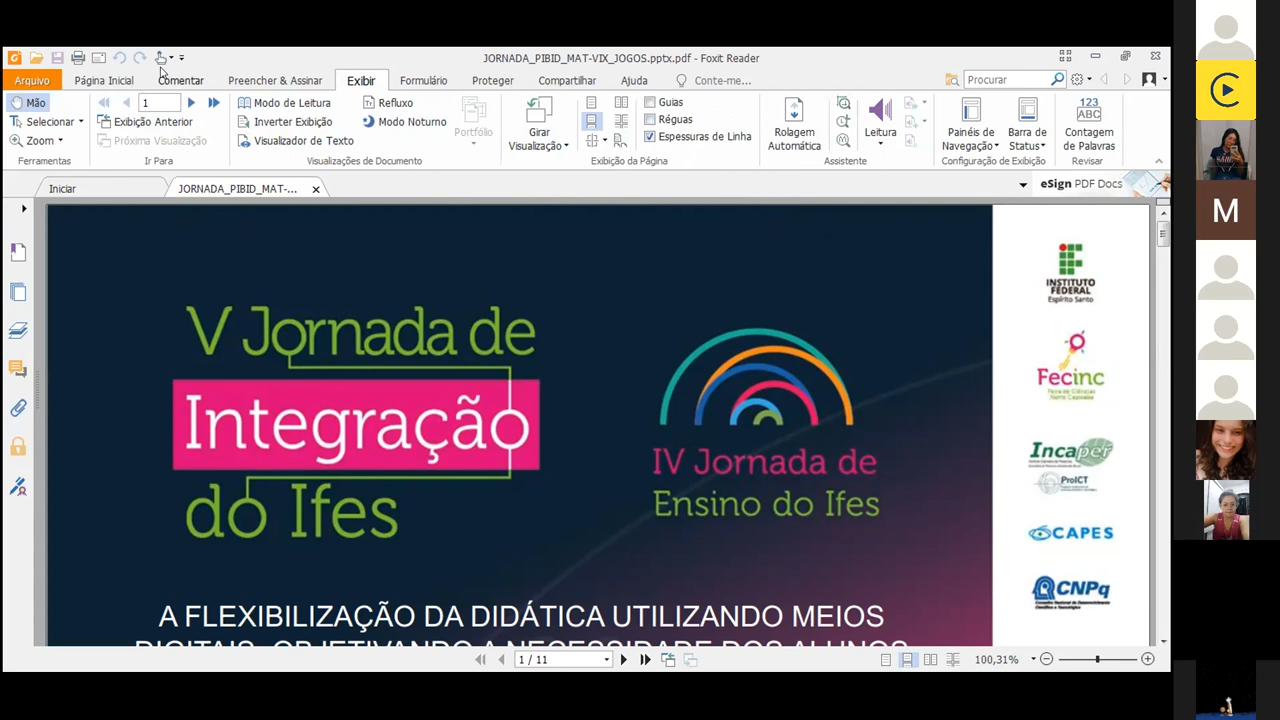 JORNADA_PIBID_MAT-VIX_JOGOS.pptx.pdf - Foxit Reader
Arquivo Página Inicial Comentar Preencher & Assinar Exibir Formulário Proteger Compartilhar Ajuda Conte-me... Procurar
Mão
Selecionar
Zoom
Ferramentas
1
Exibição Anterior
Próxima Visualização
Ir Para
Modo de Leitura
Inverter Exibição
Visualizador de Texto
Refluxo
Modo Noturno
Portfólio
Visualizações de Documento
Girar
Visualização
Guias
Réguas
Espessuras de Linha
Exibição da Página
Rolagem
Automática
Leitura
Assistente
Painéis de
Navegação
Barra de
Status
Configuração de Exibição
123
ABC
Contagem
de Palavras
Revisar
Iniciar
JORNADA_PIBID_MAT-...
eSign PDF Docs
V Jornada de
Integração
do Ifes
IV Jornada de
Ensino do Ifes
A FLEXIBILIZAÇÃO DA DIDÁTICA UTILIZANDO MEIOS
DIGITAIS: OBJETIVANDO A NECESSIDADE DOS ALUNOS
INSTITUTO
FEDERAL
Espírito Santo
Fecinc
Incaper
ProICT
CAPES
CNPq
M
1 / 11
100,31%